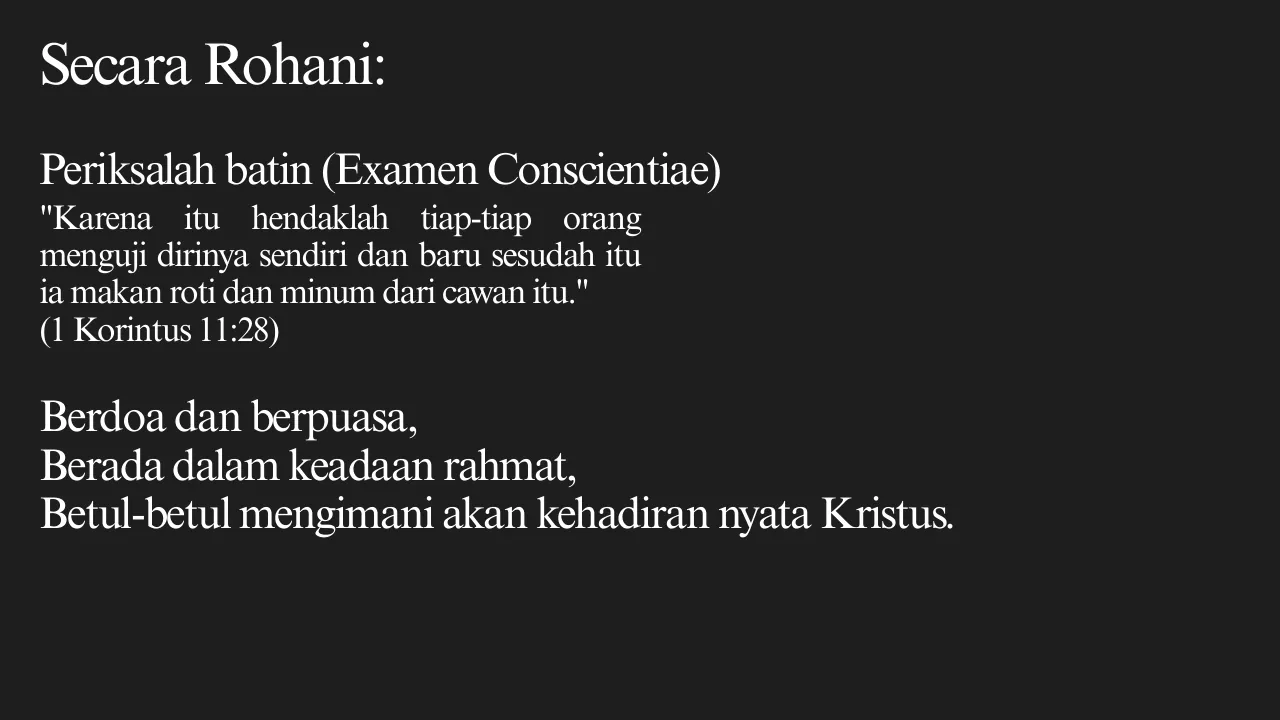 Secara Rohani:
Periksalah batin (Examen Conscientiae)
"Karena itu hendaklah tiap-tiap orang
menguji dirinya sendiri dan baru sesudah itu
ia makan roti dan minum dari cawan itu."
(1 Korintus 11:28)
Berdoa dan berpuasa,
Berada dalam keadaan rahmat,
Betul-betul mengimani akan kehadiran nyata Kristus.